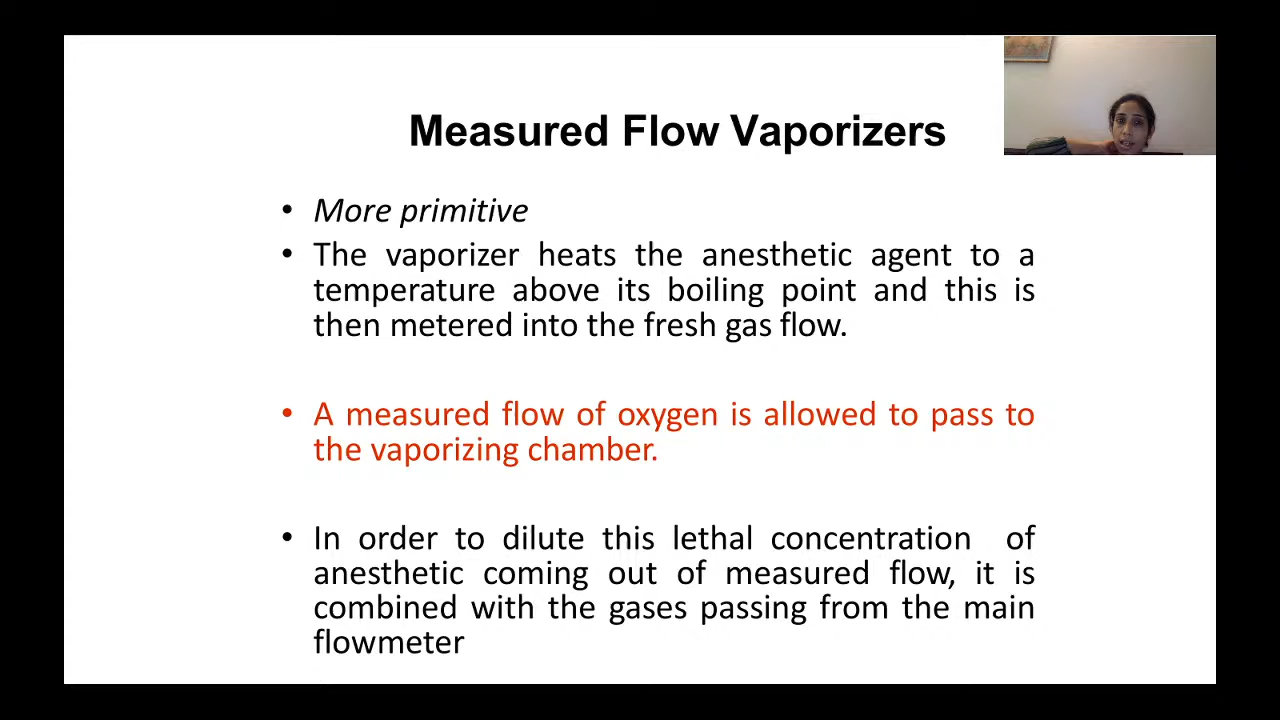 Measured Flow Vaporizers
• More primitive
• The vaporizer heats the anesthetic agent to a
temperature above its boiling point and this is
then metered into the fresh gas flow.
• A measured flow of oxygen is allowed to pass to
the vaporizing chamber.
• In order to dilute this lethal concentration of
anesthetic coming out of measured flow, it is
combined with the gases passing from the main
flowmeter